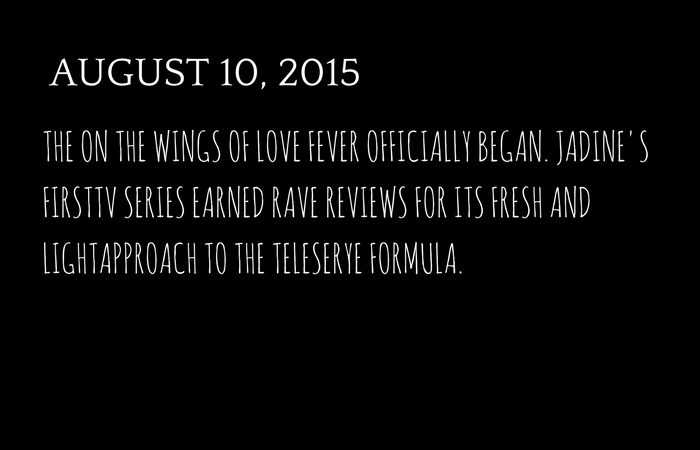 AUGUST 10, 2015
THE ON THE WINGS OF LOVE FEVER OFFICIALLY BEGAN. JADINE'S
FIRSTTV SERIES EARNED RAVE REVIEWS FOR ITS FRESH AND
LIGHTAPPROACH TO THE TELESERYE FORMULA.